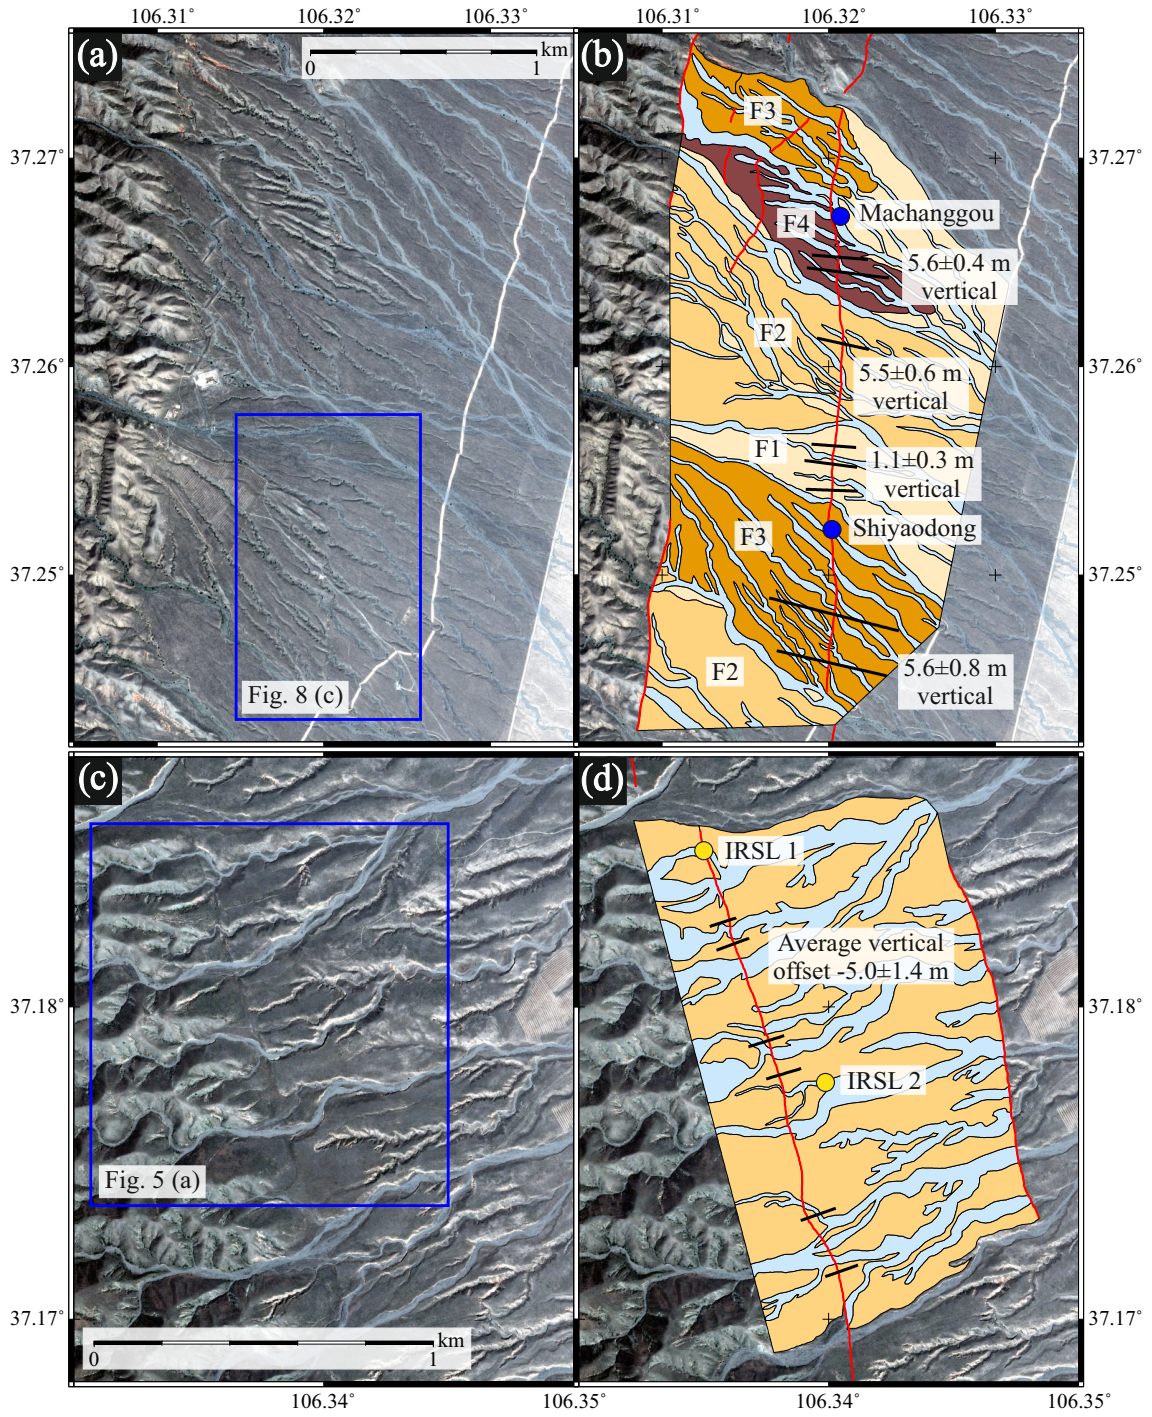 106.31° 106.32° 106.33° 106.31° 106.32° 106.33°
(a)
km
0 1
(b)
F3
37.27° 37.27°
Machanggou
F4
5.6±0.4 m
vertical
F2
37.26° 37.26°
5.5±0.6 m
vertical
F1
1.1±0.3 m
vertical
Shiyaodong
F3
37.25° 37.25°
F2
5.6±0.8 m
vertical
Fig. 8 (c)
(c)
(d)
IRSL 1
Average vertical
offset -5.0±1.4 m
37.18° 37.18°
IRSL 2
Fig. 5 (a)
37.17° 37.17°
km
0 1
106.34° 106.35° 106.34° 106.35°